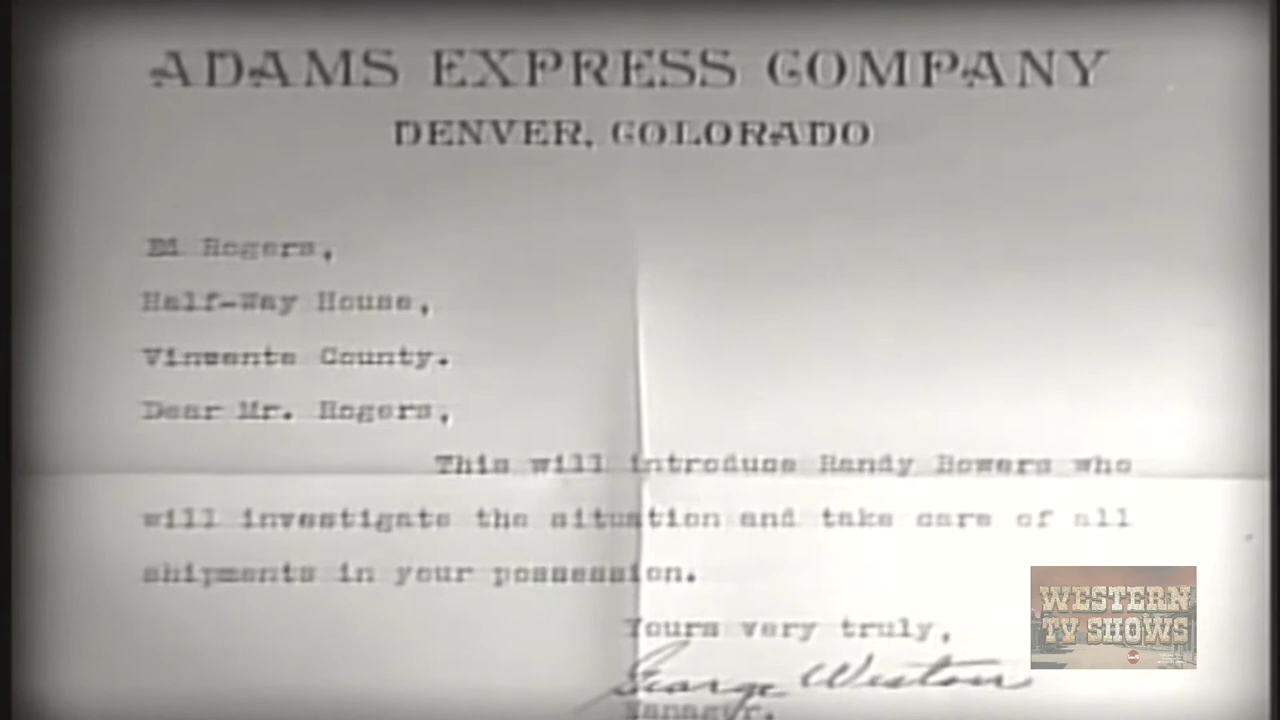 ADAMS EXPRESS COMPANY
DENVER, COLORADO
Ed Rogers,
Half-Way House,
Vinsente County.
Dear Mr. Rogers,
This will introduce Randy Bowers who
will investigate the situation and take care of all
shipments in your possession.
Yours very truly,
George Weston
Manager.
WESTERN
TV SHOWS